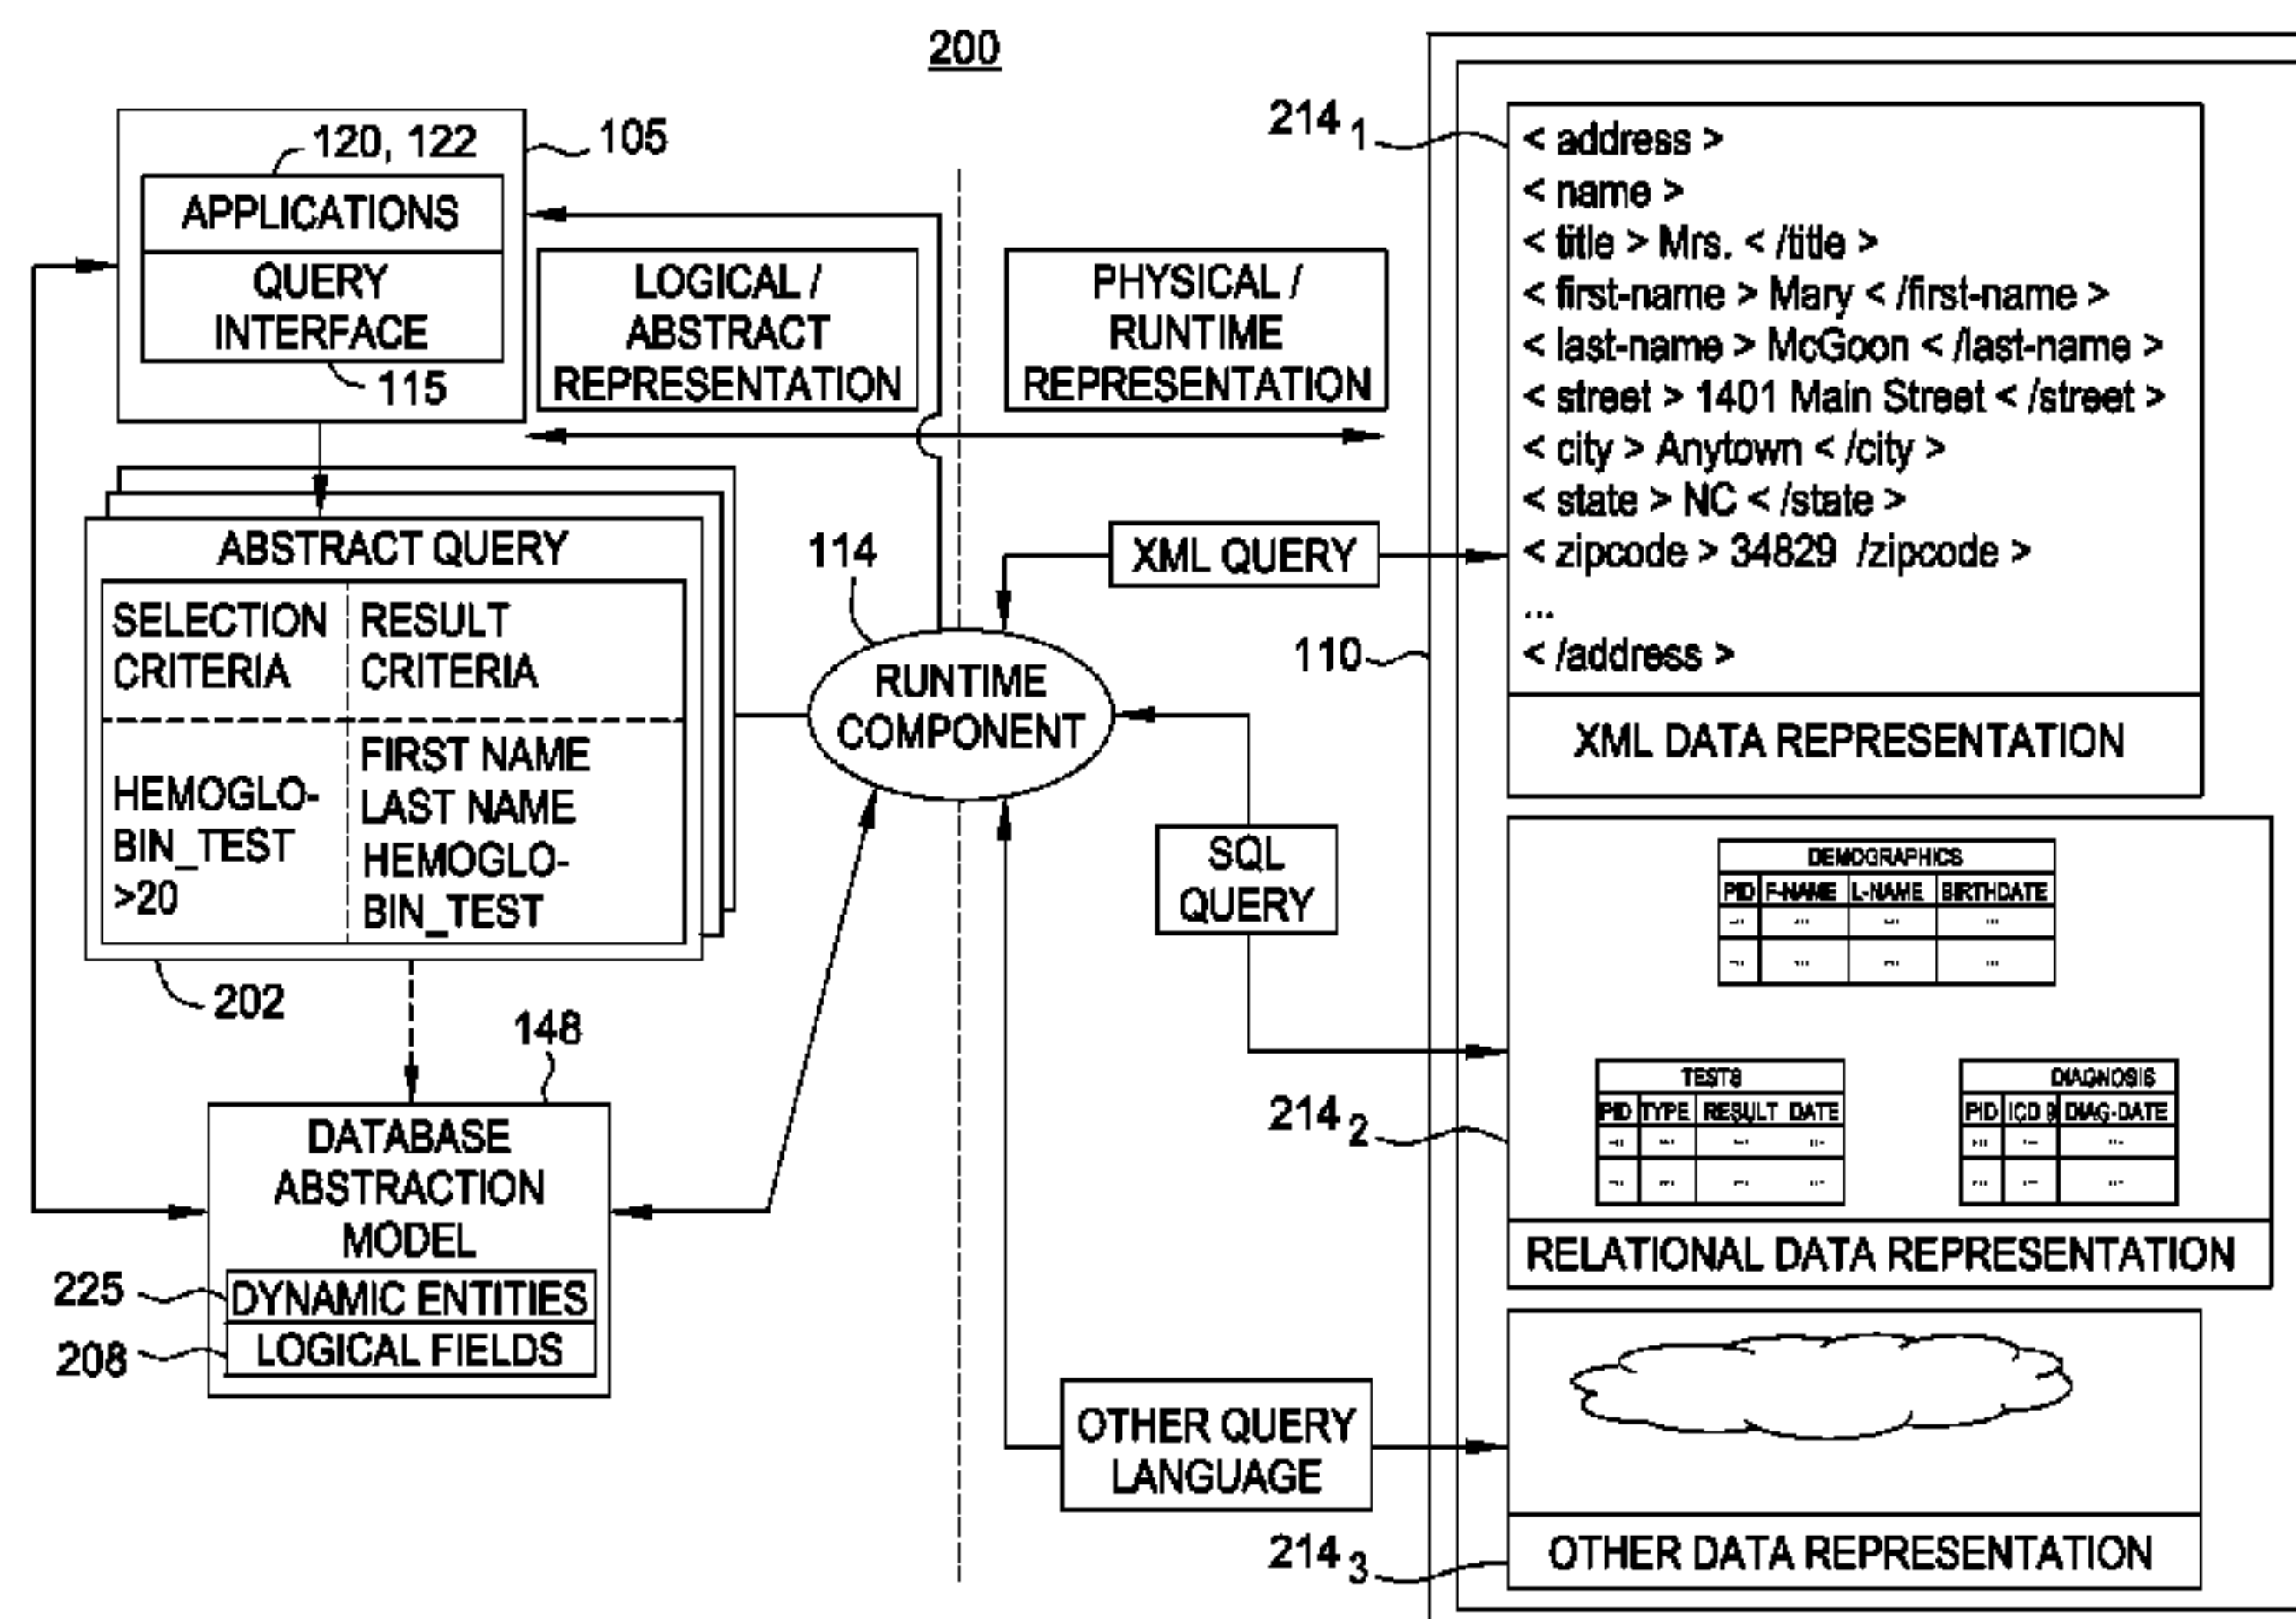 200
120, 122
105
APPLICATIONS
QUERY
INTERFACE
115
LOGICAL /
ABSTRACT
REPRESENTATION
PHYSICAL /
RUNTIME
REPRESENTATION
ABSTRACT QUERY
SELECTION
CRITERIA
RESULT
CRITERIA
HEMOGLO-
BIN_TEST
>20
FIRST NAME
LAST NAME
HEMOGLO-
BIN_TEST
202
148
DATABASE
ABSTRACTION
MODEL
225
DYNAMIC ENTITIES
208
LOGICAL FIELDS
114
RUNTIME
COMPONENT
XML QUERY
SQL
QUERY
OTHER QUERY
LANGUAGE
110
214 1
< address >
< name >
< title > Mrs. < /title >
< first-name > Mary < /first-name >
< last-name > McGoon < /last-name >
< street > 1401 Main Street < /street >
< city > Anytown < /city >
< state > NC < /state >
< zipcode > 34829 /zipcode >
...
< /address >
XML DATA REPRESENTATION
214 2
DEMOGRAPHICS
PID F-NAME L-NAME BIRTHDATE
... ... ... ...
... ... ... ...
TESTS
PID TYPE RESULT DATE
... ... ... ...
... ... ... ...
DIAGNOSIS
PID ICD 9 DIAG-DATE
... ... ...
... ... ...
RELATIONAL DATA REPRESENTATION
214 3
OTHER DATA REPRESENTATION